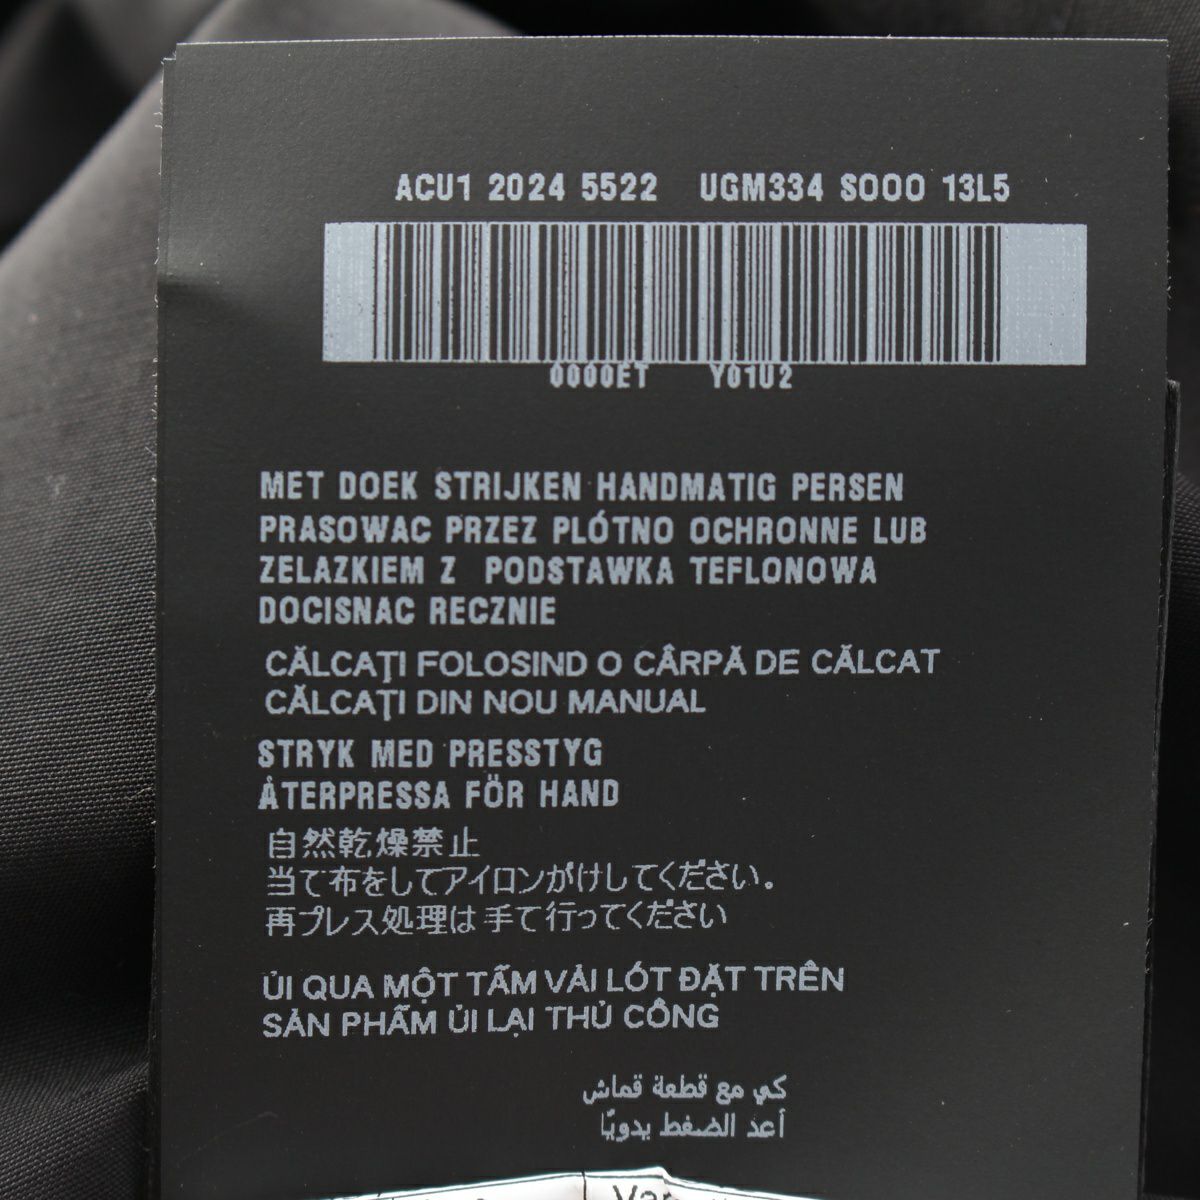 ACU1 2024 5522 UGM334 S000 13L5
0000ET Y01U2
MET DOEK STRIJKEN HANDMATIG PERSEN
PRASOWAC PRZEZ PLÓTNO OCHRONNE LUB
ZELAZKIEM Z PODSTAWKA TEFLONOWA
DOCISNAC RECZNIE
CĂLCAȚI FOLOSIND O CÂRPĂ DE CĂLCAT
CĂLCAȚI DIN NOU MANUAL
STRYK MED PRESSTYG
ÅTERPRESSA FÖR HAND
自然乾燥禁止
当て布をしてアイロンがけしてください。
再プレス処理は手で行ってください
ỦI QUA MỘT TẤM VẢI LÓT ĐẶT TRÊN
SẢN PHẨM ỦI LẠI THỦ CÔNG
كي مع قطعة قماش
أعد الضغط يدويًا